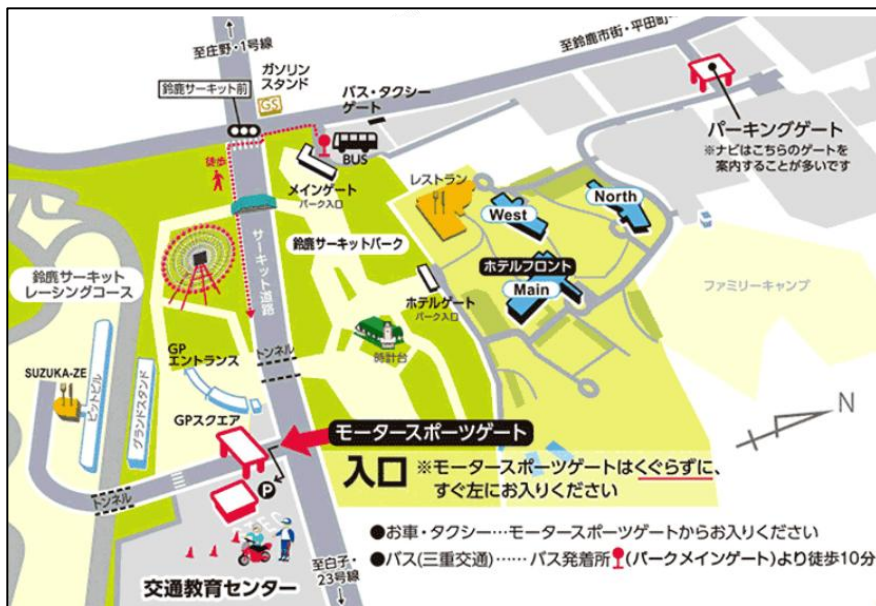 至庄野・1号線
ガソリン
スタンド
GS
鈴鹿サーキット前
バス・タクシー
ゲート
至鈴鹿市街・平田町
パーキングゲート
※ナビはこちらのゲートを
案内することが多いです
徒歩
BUS
メインゲート
パーク入口
レストラン
West
North
鈴鹿サーキットパーク
サーキット道路
ホテルフロント
Main
鈴鹿サーキット
レーシングコース
ホテルゲート
パーク入口
ファミリーキャンプ
時計台
GP
エントランス
トンネル
SUZUKA-ZE
ピットビル
グランドスタンド
GPスクエア
N
モータースポーツゲート
入口
※モータースポーツゲートはくぐらずに、
すぐ左にお入りください
P
トンネル
STEC
●お車・タクシー…モータースポーツゲートからお入りください
●バス(三重交通)……バス発着所(パークメインゲート)より徒歩10分
至白子・
23号線
交通教育センター